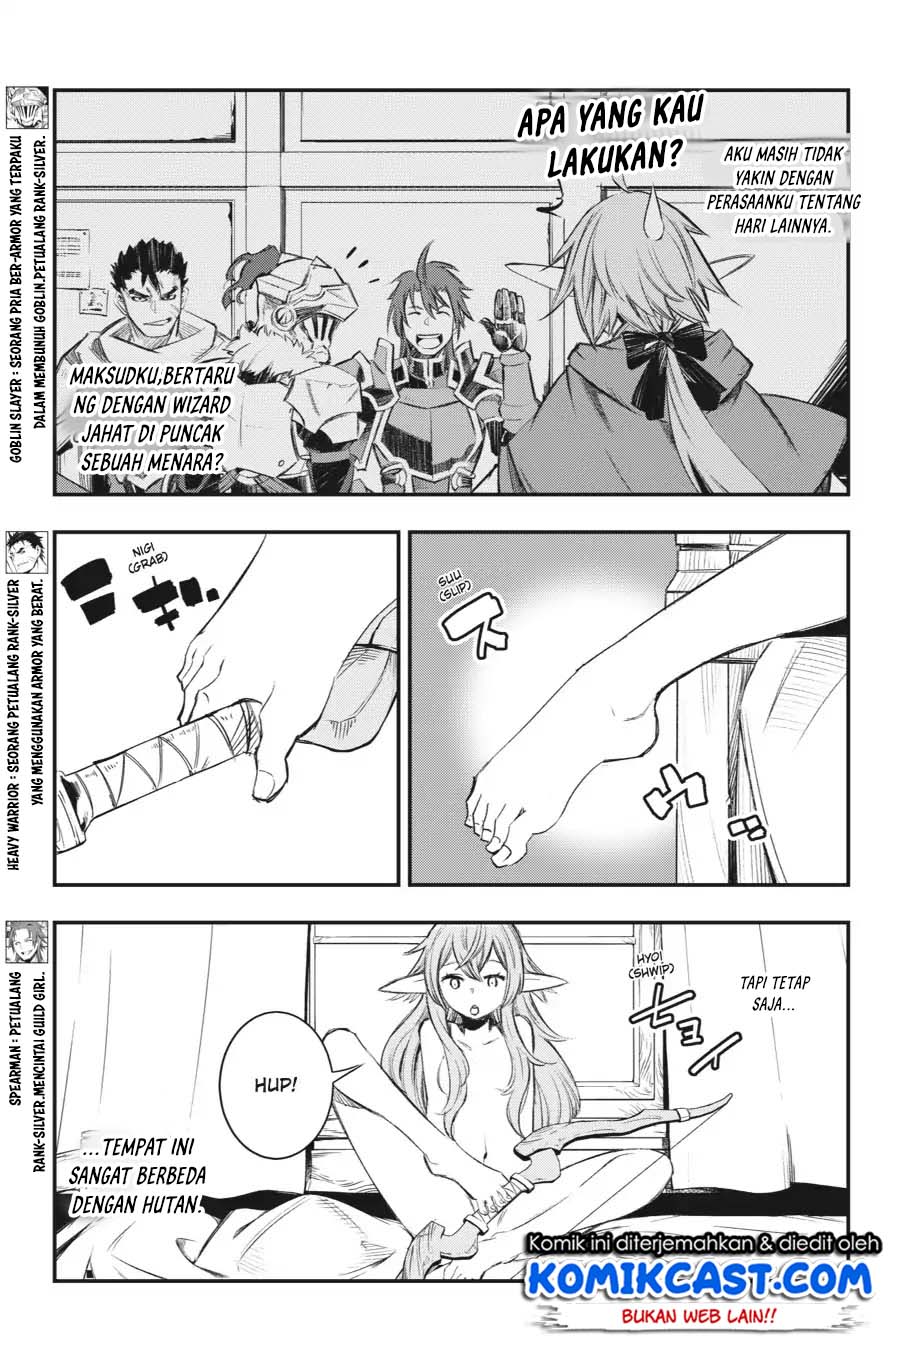 GOBLIN SLAYER : SEORANG PRIA BER-ARMOR YANG TERPAKU
DALAM MEMBUNUH GOBLIN.PETUALANG RANK-SILVER.
APA YANG KAU
LAKUKAN?
AKU MASIH TIDAK
YAKIN DENGAN
PERASAANKU TENTANG
HARI LAINNYA.
MAKSUDKU,BERTARU
NG DENGAN WIZARD
JAHAT DI PUNCAK
SEBUAH MENARA?
HEAVY WARRIOR : SEORANG PETUALANG RANK-SILVER
YANG MENGGUNAKAN ARMOR YANG BERAT.
NIGI
(GRAB)
SUU
(SLIP)
ス
SPEARMAN : PETUALANG
RANK-SILVER.MENCINTAI GUILD GIRL.
HYOI
(SHWIP)
ヒョイ
TAPI TETAP
SAJA...
HUP!
...TEMPAT INI
SANGAT BERBEDA
DENGAN HUTAN.
Komik ini diterjemahkan & diedit oleh
KOMIKCAST.COM
BUKAN WEB LAIN!!